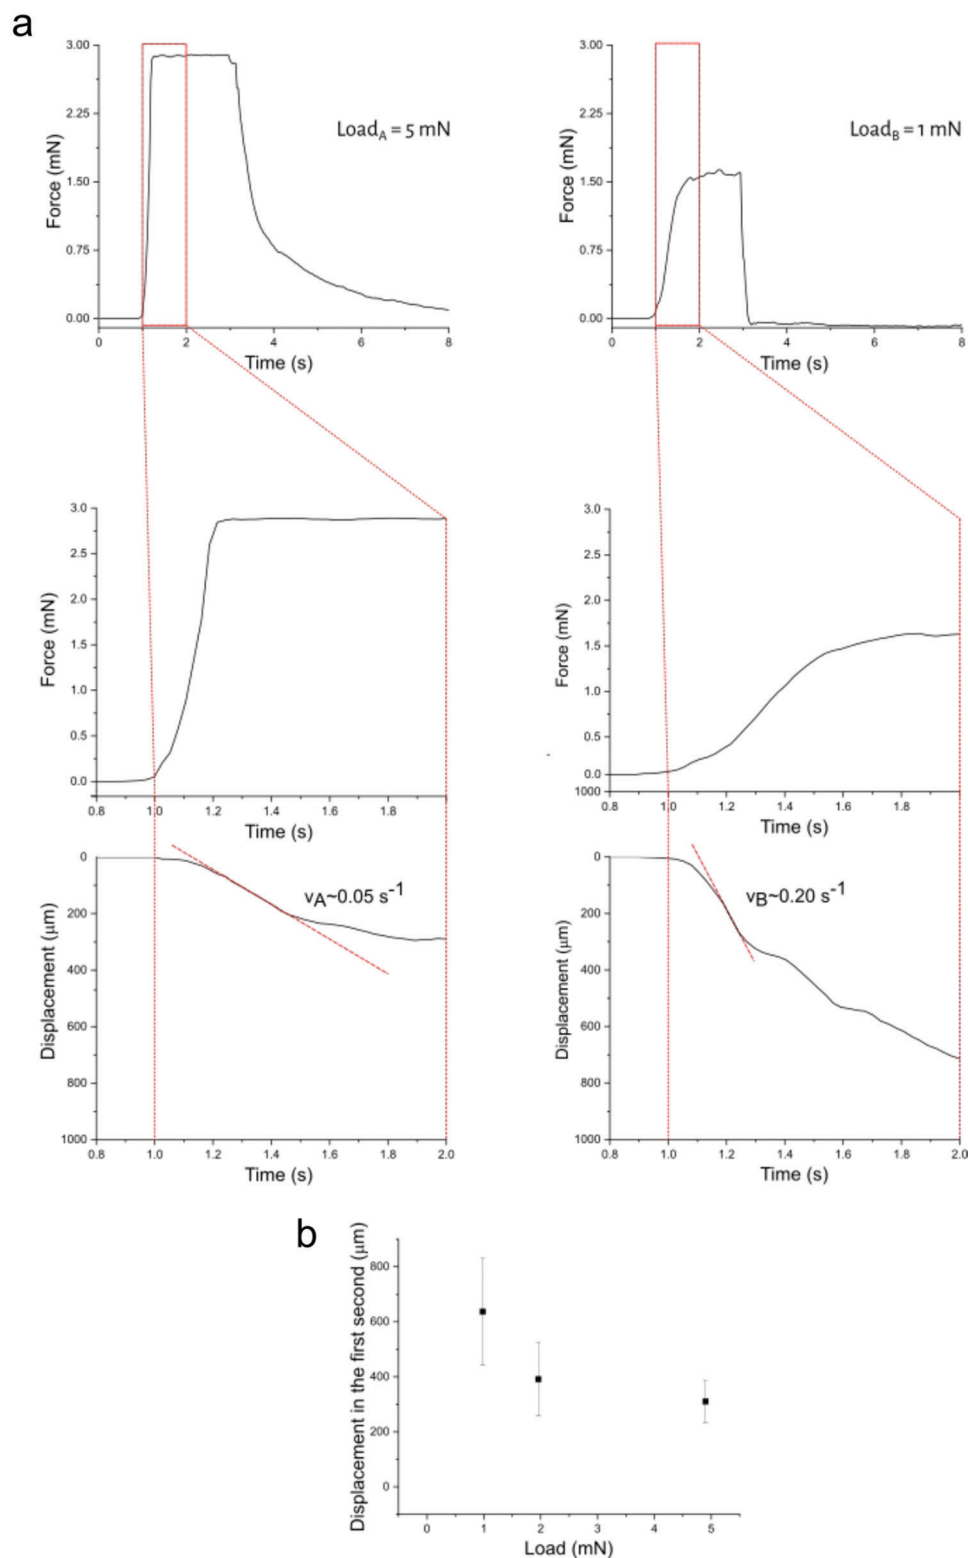 a
3.00
2.25
1.50
0.75
0.00
Force (mN)
Load_A = 5 mN
0 2 4 6 8
Time (s)
3.00
2.25
1.50
0.75
0.00
Force (mN)
Load_B = 1 mN
0 2 4 6 8
Time (s)
3.0
2.5
2.0
1.5
1.0
0.5
0.0
Force (mN)
0.8 1.0 1.2 1.4 1.6 1.8 2.0
Time (s)
3.0
2.5
2.0
1.5
1.0
0.5
0.0
1000
Force (mN)
0.8 1.0 1.2 1.4 1.6 1.8 2.0
Time (s)
0
200
400
600
800
1000
Displacement (μm)
v_A~0.05 s⁻¹
0.8 1.0 1.2 1.4 1.6 1.8 2.0
Time (s)
0
200
400
600
800
1000
Displacement (μm)
v_B~0.20 s⁻¹
0.8 1.0 1.2 1.4 1.6 1.8 2.0
Time (s)
b
800
600
400
200
0
Displacement in the first second (μm)
0 1 2 3 4 5
Load (mN)